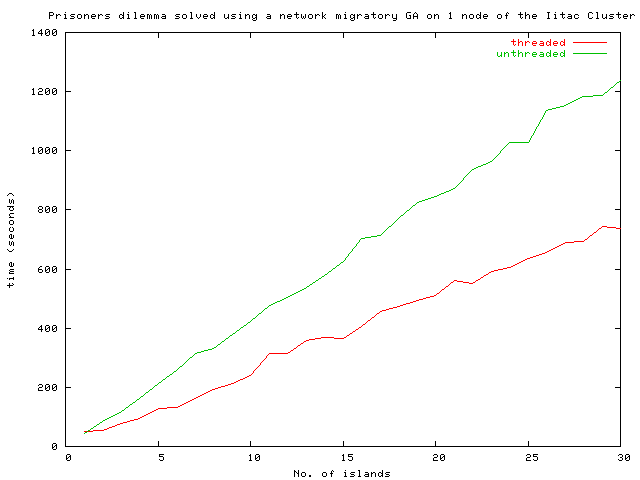 Prisoners dilemma solved using a network migratory GA on 1 node of the Iitac Cluster
1400
1200
1000
800
600
400
200
0
time (seconds)
threaded
unthreaded
0 5 10 15 20 25 30
No. of islands